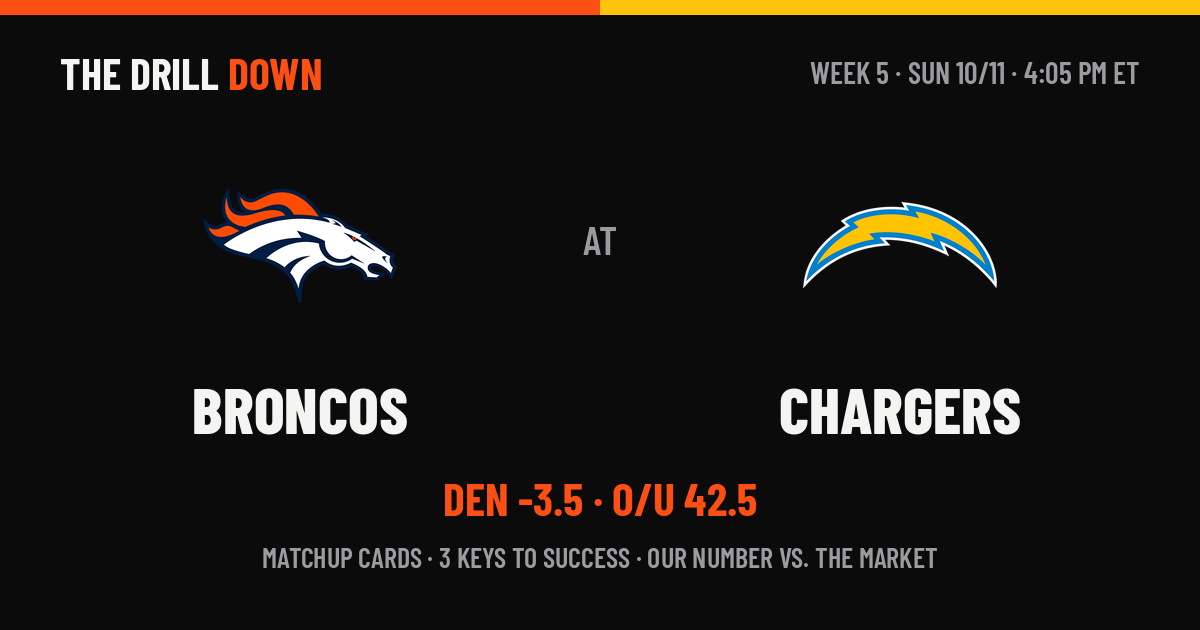 THE DRILL DOWN
WEEK 5 · SUN 10/11 · 4:05 PM ET
AT
BRONCOS
CHARGERS
DEN -3.5 · O/U 42.5
MATCHUP CARDS · 3 KEYS TO SUCCESS · OUR NUMBER VS. THE MARKET